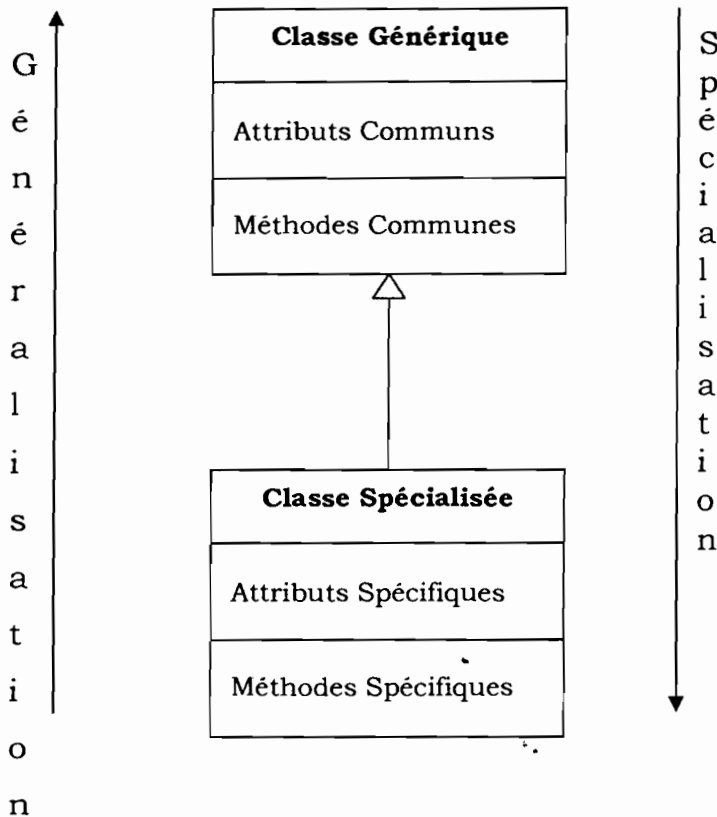 Généralisation
Classe Générique
Attributs Communs
Méthodes Communes
Classe Spécialisée
Attributs Spécifiques
Méthodes Spécifiques
Spécialisation